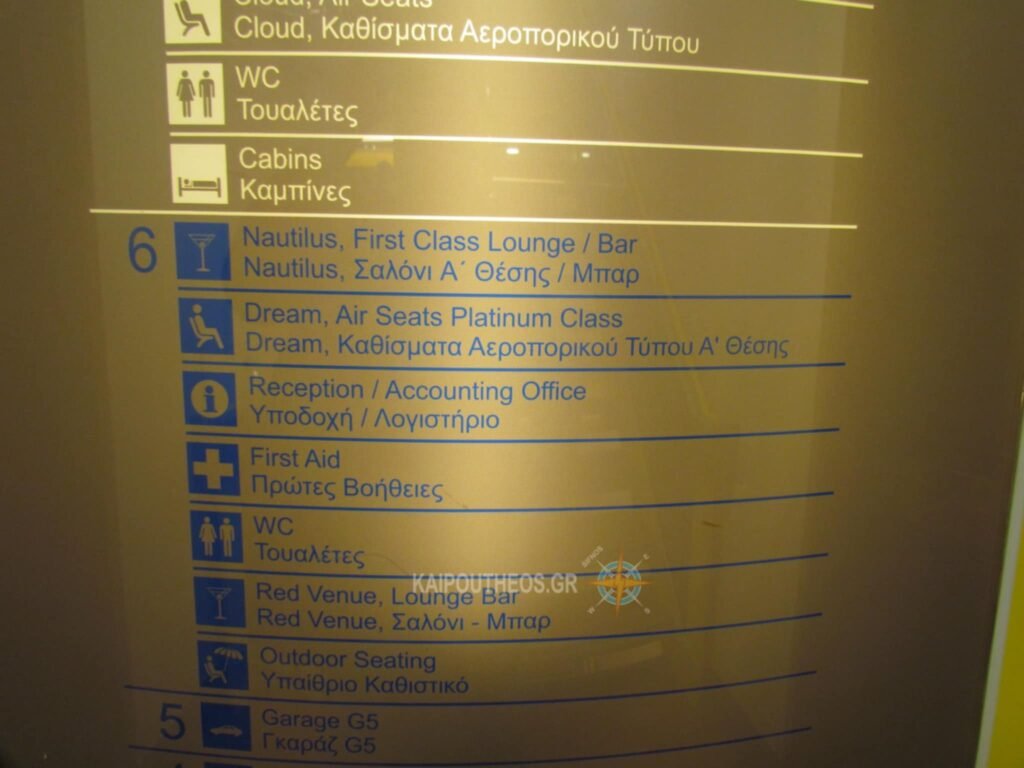 Cloud, Air Seats
Cloud, Καθίσματα Αεροπορικού Τύπου
WC
Τουαλέτες
Cabins
Καμπίνες
6
Nautilus, First Class Lounge / Bar
Nautilus, Σαλόνι Α΄ Θέσης / Μπαρ
Dream, Air Seats Platinum Class
Dream, Καθίσματα Αεροπορικού Τύπου Α' Θέσης
Reception / Accounting Office
Υποδοχή / Λογιστήριο
First Aid
Πρώτες Βοήθειες
WC
Τουαλέτες
KAIPOUTHEOS.GR
Red Venue, Lounge Bar
Red Venue, Σαλόνι - Μπαρ
Outdoor Seating
Υπαίθριο Καθιστικό
5
Garage G5
Γκαράζ G5